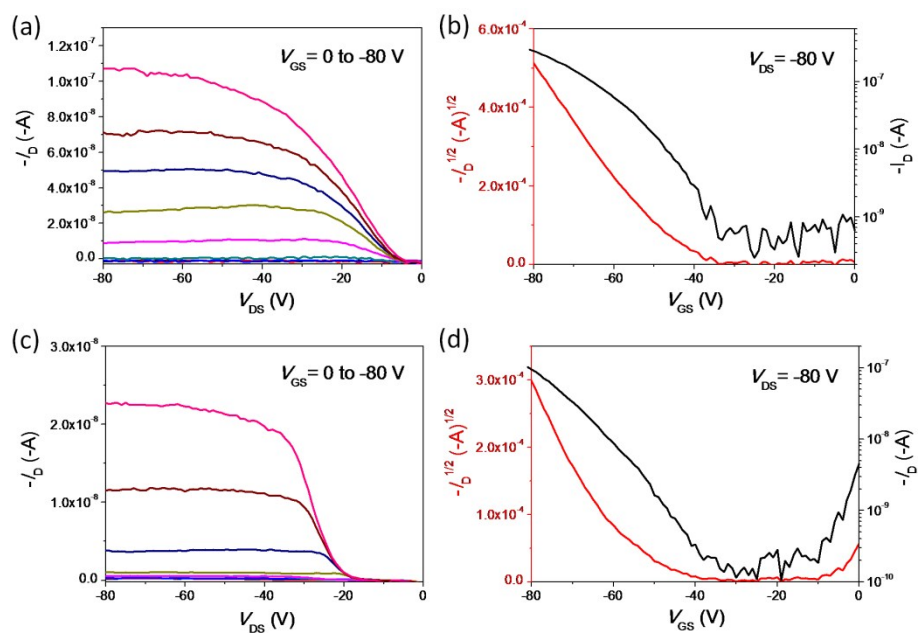 (a)
V_GS = 0 to -80 V
-I_D (-A)
1.2x10^-7
1.0x10^-7
8.0x10^-8
6.0x10^-8
4.0x10^-8
2.0x10^-8
0.0
-80 -60 -40 -20 0
V_DS (V)
(b)
V_DS = -80 V
-I_D^1/2 (-A)^1/2
6.0x10^-4
4.0x10^-4
2.0x10^-4
0.0
-I_D (-A)
10^-7
10^-8
10^-9
-80 -60 -40 -20 0
V_GS (V)
(c)
V_GS = 0 to -80 V
-I_D (-A)
3.0x10^-8
2.0x10^-8
1.0x10^-8
0.0
-80 -60 -40 -20 0
V_DS (V)
(d)
V_DS = -80 V
-I_D^1/2 (-A)^1/2
3.0x10^-4
2.0x10^-4
1.0x10^-4
0.0
-I_D (-A)
10^-7
10^-8
10^-9
10^-10
-80 -60 -40 -20 0
V_GS (V)